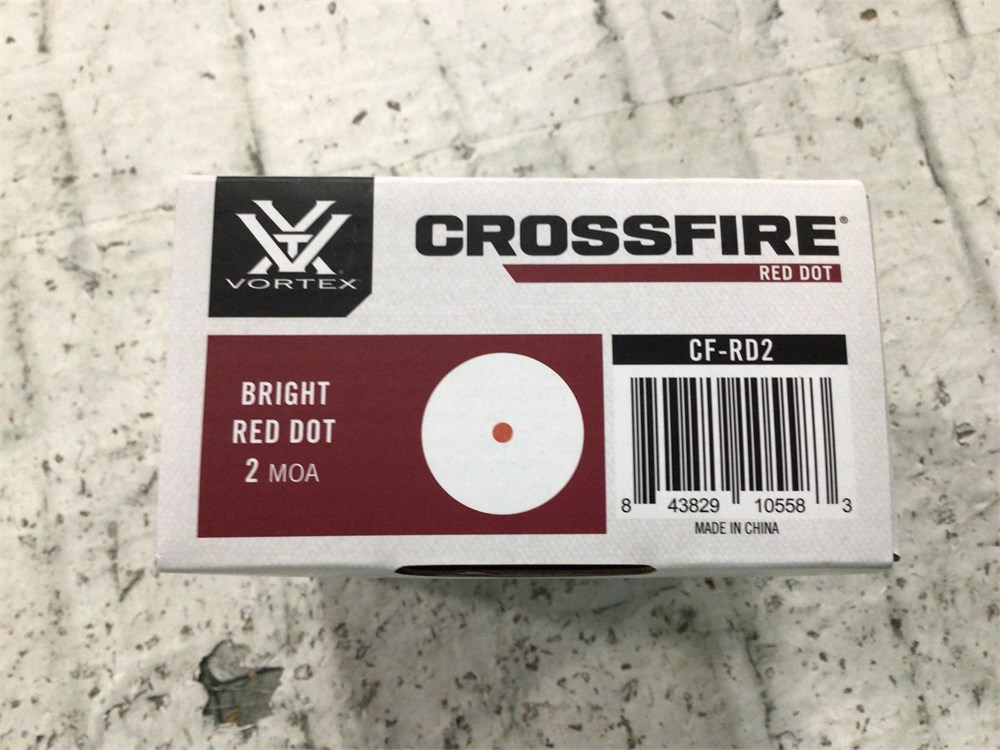 VORTEX
CROSSFIRE®
RED DOT
BRIGHT
RED DOT
2 MOA
CF-RD2
8 43829 10558 3
MADE IN CHINA